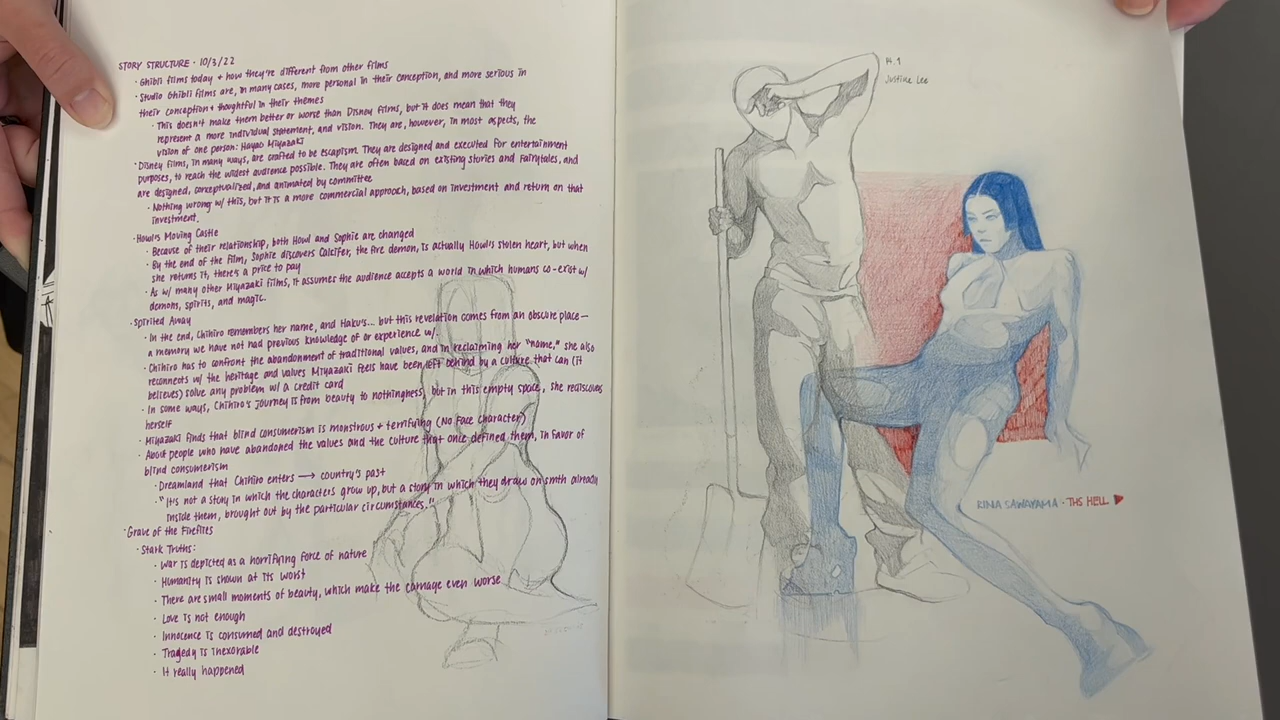 STORY STRUCTURE · 10/3/22
· Ghibli films today + how they're different from other films
· Studio Ghibli films are, in many cases, more personal in their conception, and more serious in
their conception + thoughtful in their themes
· This doesn't make them better or worse than Disney films, but it does mean that they
represent a more individual statement, and vision. They are, however, in most aspects, the
vision of one person: Hayao Miyazaki
· Disney films, in many ways, are crafted to be escapism. They are designed and executed for entertainment
purposes, to reach the widest audience possible. They are often based on existing stories and fairytales, and
are designed, conceptualized, and animated by committee
· Nothing wrong w/ this, but it is a more commercial approach, based on investment and return on that
investment.
· Howl's Moving Castle
· Because of their relationship, both Howl and Sophie are changed
· By the end of the film, Sophie discovers Calcifer, the fire demon, is actually Howl's stolen heart, but when
she returns it, there's a price to pay
· As w/ many other Miyazaki films, it assumes the audience accepts a world in which humans co-exist w/
demons, spirits, and magic.
· Spirited Away
· In the end, Chihiro remembers her name, and Haku's... but this revelation comes from an obscure place—
a memory we have not had previous knowledge of or experience w/.
· Chihiro has to confront the abandonment of traditional values, and in reclaiming her "name," she also
reconnects w/ the heritage and values Miyazaki feels have been left behind by a culture that can (it
believes) solve any problem w/ a credit card
· In some ways, Chihiro's journey is from beauty to nothingness, but in this empty space, she rediscovers
herself
· Miyazaki finds that blind consumerism is monstrous + terrifying (No Face character)
· About people who have abandoned the values and the culture that once defined them, in favor of
blind consumerism
· Dreamland that Chihiro enters → country's past
· "It's not a story in which the characters grow up, but a story in which they draw on smth already
inside them, brought out by the particular circumstances."
· Grave of the Fireflies
· Stark Truths:
· War is depicted as a horrifying force of nature
· Humanity is shown at its worst
· There are small moments of beauty, which make the carnage even worse
· Love is not enough
· Innocence is consumed and destroyed
· Tragedy is inexorable
· It really happened
Justine Lee
RINA SAWAYAMA · THS HELL